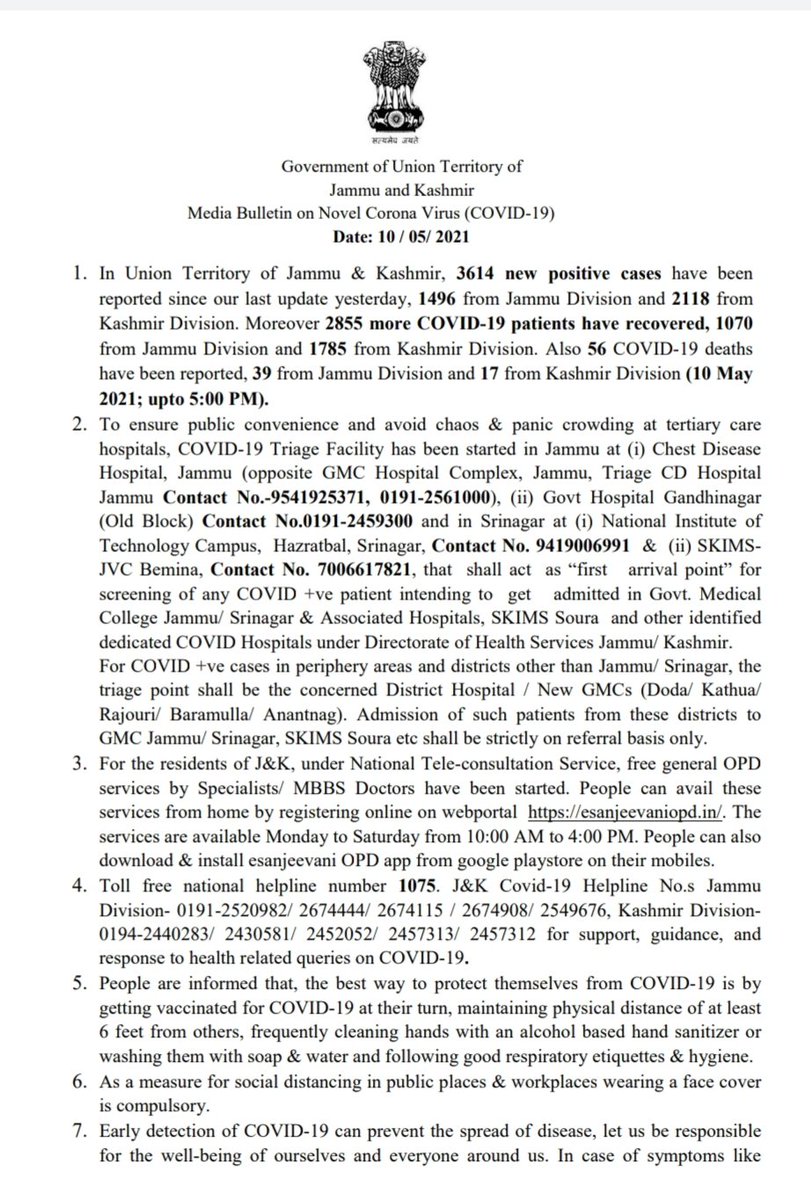 सत्यमेव जयते
Government of Union Territory of
Jammu and Kashmir
Media Bulletin on Novel Corona Virus (COVID-19)
Date: 10 / 05/ 2021
1. In Union Territory of Jammu & Kashmir, 3614 new positive cases have been
reported since our last update yesterday, 1496 from Jammu Division and 2118 from
Kashmir Division. Moreover 2855 more COVID-19 patients have recovered, 1070
from Jammu Division and 1785 from Kashmir Division. Also 56 COVID-19 deaths
have been reported, 39 from Jammu Division and 17 from Kashmir Division (10 May
2021; upto 5:00 PM).
2. To ensure public convenience and avoid chaos & panic crowding at tertiary care
hospitals, COVID-19 Triage Facility has been started in Jammu at (i) Chest Disease
Hospital, Jammu (opposite GMC Hospital Complex, Jammu, Triage CD Hospital
Jammu Contact No.-9541925371, 0191-2561000), (ii) Govt Hospital Gandhinagar
(Old Block) Contact No.0191-2459300 and in Srinagar at (i) National Institute of
Technology Campus, Hazratbal, Srinagar, Contact No. 9419006991 & (ii) SKIMS-
JVC Bemina, Contact No. 7006617821, that shall act as “first arrival point” for
screening of any COVID +ve patient intending to get admitted in Govt. Medical
College Jammu/ Srinagar & Associated Hospitals, SKIMS Soura and other identified
dedicated COVID Hospitals under Directorate of Health Services Jammu/ Kashmir.
For COVID +ve cases in periphery areas and districts other than Jammu/ Srinagar, the
triage point shall be the concerned District Hospital / New GMCs (Doda/ Kathua/
Rajouri/ Baramulla/ Anantnag). Admission of such patients from these districts to
GMC Jammu/ Srinagar, SKIMS Soura etc shall be strictly on referral basis only.
3. For the residents of J&K, under National Tele-consultation Service, free general OPD
services by Specialists/ MBBS Doctors have been started. People can avail these
services from home by registering online on webportal https://esanjeevaniopd.in/. The
services are available Monday to Saturday from 10:00 AM to 4:00 PM. People can also
download & install esanjeevani OPD app from google playstore on their mobiles.
4. Toll free national helpline number 1075. J&K Covid-19 Helpline No.s Jammu
Division- 0191-2520982/ 2674444/ 2674115 / 2674908/ 2549676, Kashmir Division-
0194-2440283/ 2430581/ 2452052/ 2457313/ 2457312 for support, guidance, and
response to health related queries on COVID-19.
5. People are informed that, the best way to protect themselves from COVID-19 is by
getting vaccinated for COVID-19 at their turn, maintaining physical distance of at least
6 feet from others, frequently cleaning hands with an alcohol based hand sanitizer or
washing them with soap & water and following good respiratory etiquettes & hygiene.
6. As a measure for social distancing in public places & workplaces wearing a face cover
is compulsory.
7. Early detection of COVID-19 can prevent the spread of disease, let us be responsible
for the well-being of ourselves and everyone around us. In case of symptoms like